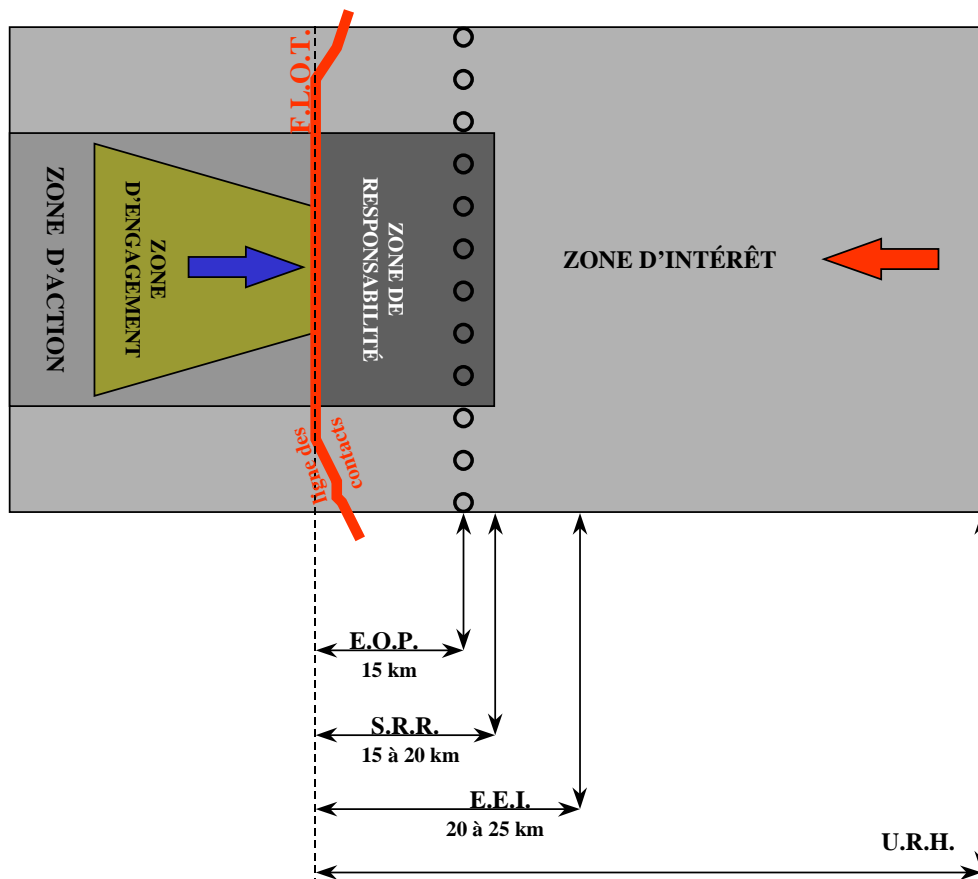 F.L.O.T.
ZONE D'ACTION
ZONE
D'ENGAGEMENT
ZONE DE
RESPONSABILITÉ
ZONE D'INTÉRÊT
ligne des
contacts
E.O.P.
15 km
S.R.R.
15 à 20 km
E.E.I.
20 à 25 km
U.R.H.